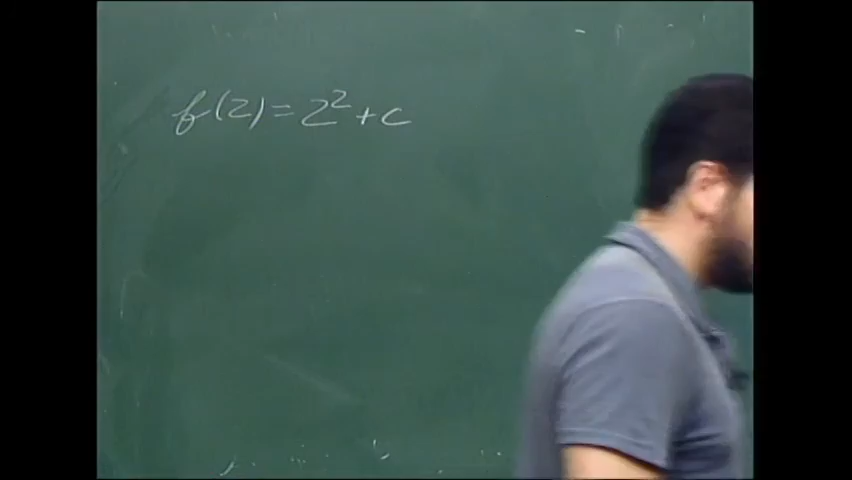 f(z) = z² + c